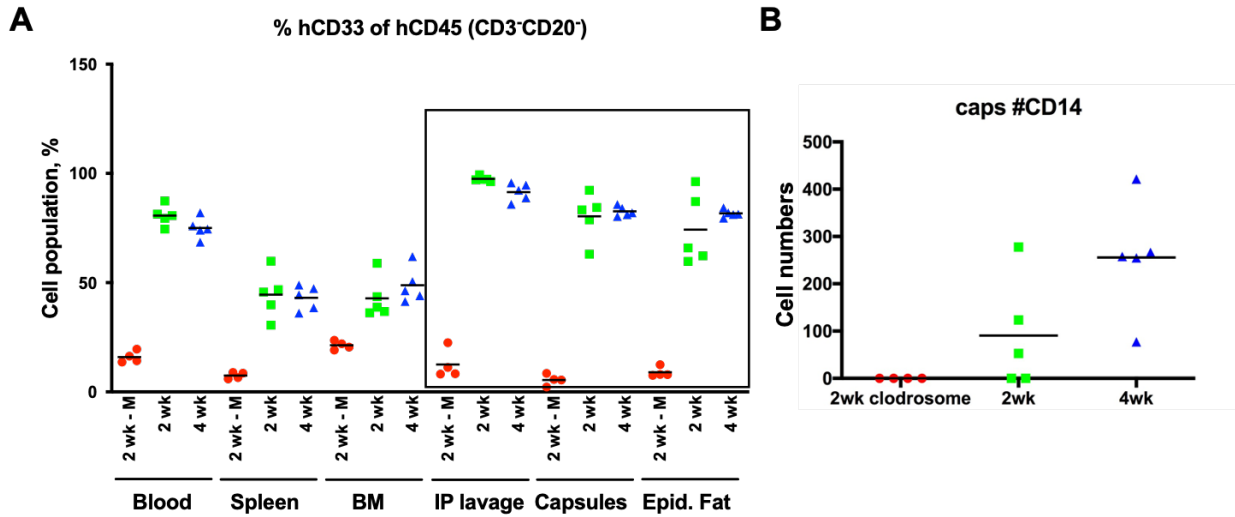 A
% hCD33 of hCD45 (CD3⁻CD20⁻)
Cell population, %
150
100
50
0
2 wk - M
2 wk
4 wk
2 wk - M
2 wk
4 wk
2 wk - M
2 wk
4 wk
2 wk - M
2 wk
4 wk
2 wk - M
2 wk
4 wk
2 wk - M
2 wk
4 wk
Blood Spleen BM IP lavage Capsules Epid. Fat
B
caps #CD14
Cell numbers
500
400
300
200
100
0
2wk clodrosome 2wk 4wk